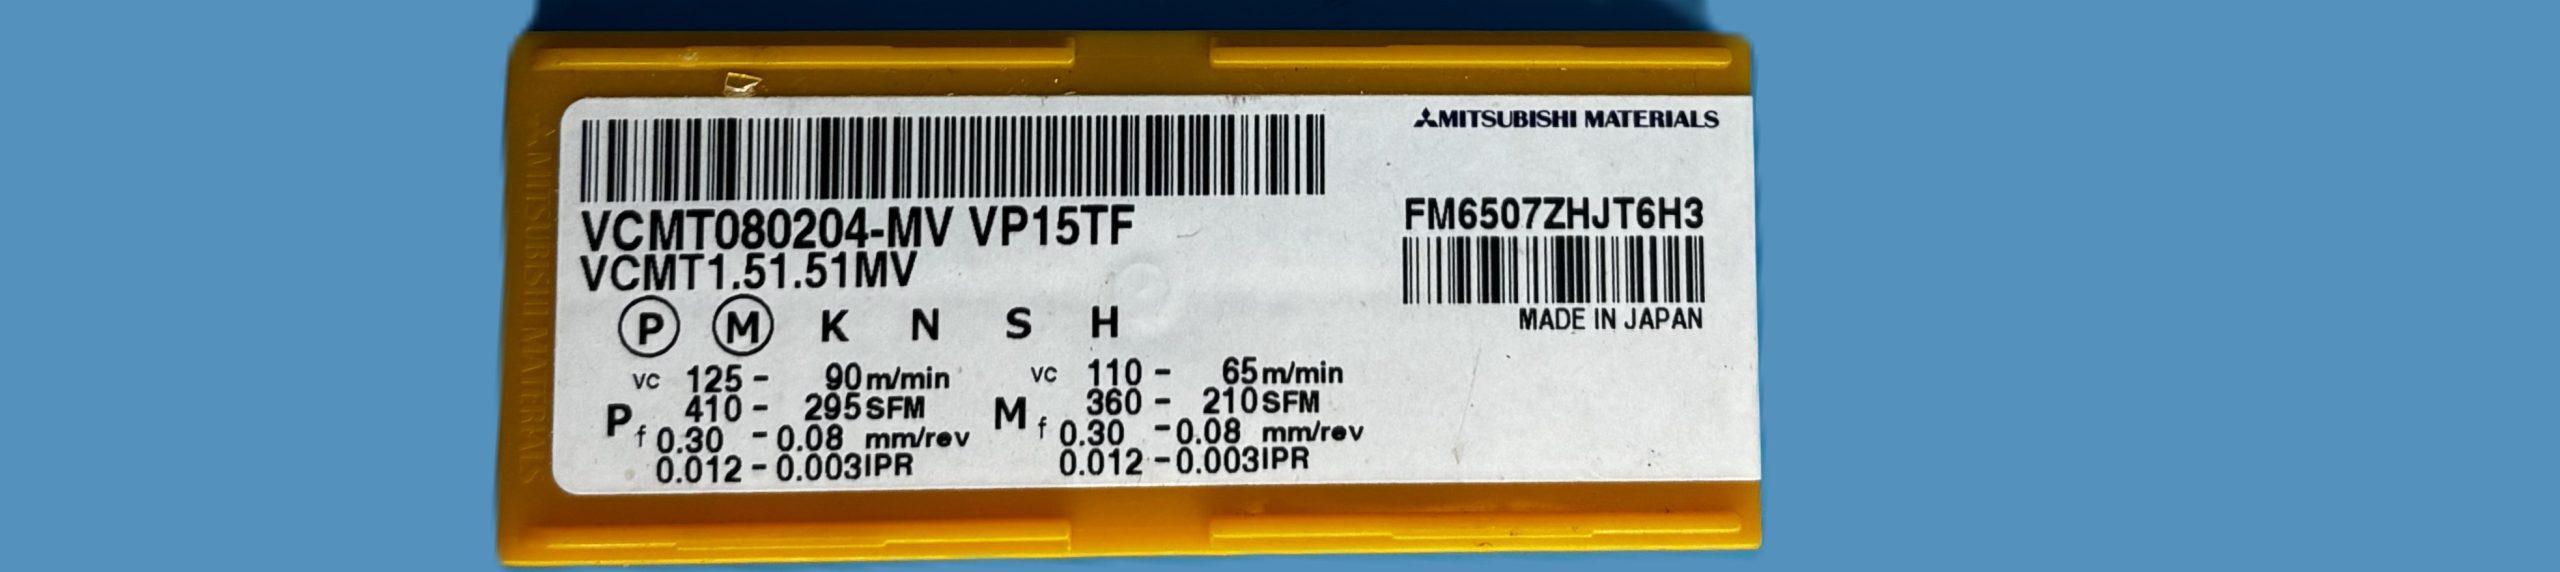 MITSUBISHI MATERIALS
VCMT080204-MV VP15TF
VCMT1.51.51MV
FM6507ZHJT6H3
MADE IN JAPAN
P M K N S H
P
vc 125 - 90 m/min
410 - 295 SFM
f 0.30 - 0.08 mm/rev
0.012 - 0.003 IPR
M
vc 110 - 65 m/min
360 - 210 SFM
f 0.30 - 0.08 mm/rev
0.012 - 0.003 IPR
MITSUBISHI MATERIALS